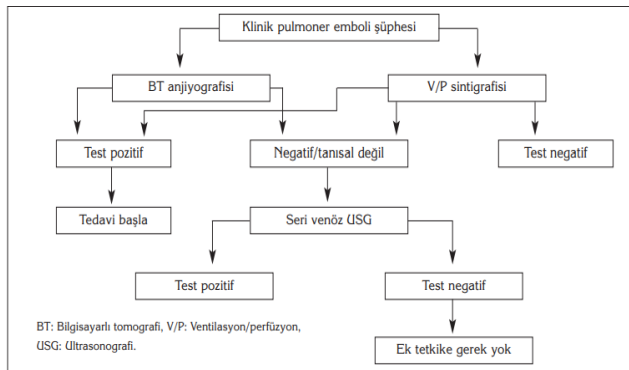 Klinik pulmoner emboli şüphesi
BT anjiyografisi
V/P sintigrafisi
Test pozitif
Negatif/tanısal değil
Test negatif
Tedavi başla
Seri venöz USG
Test pozitif
Test negatif
BT: Bilgisayarlı tomografi, V/P: Ventilasyon/perfüzyon,
USG: Ultrasonografi.
Ek tetkike gerek yok